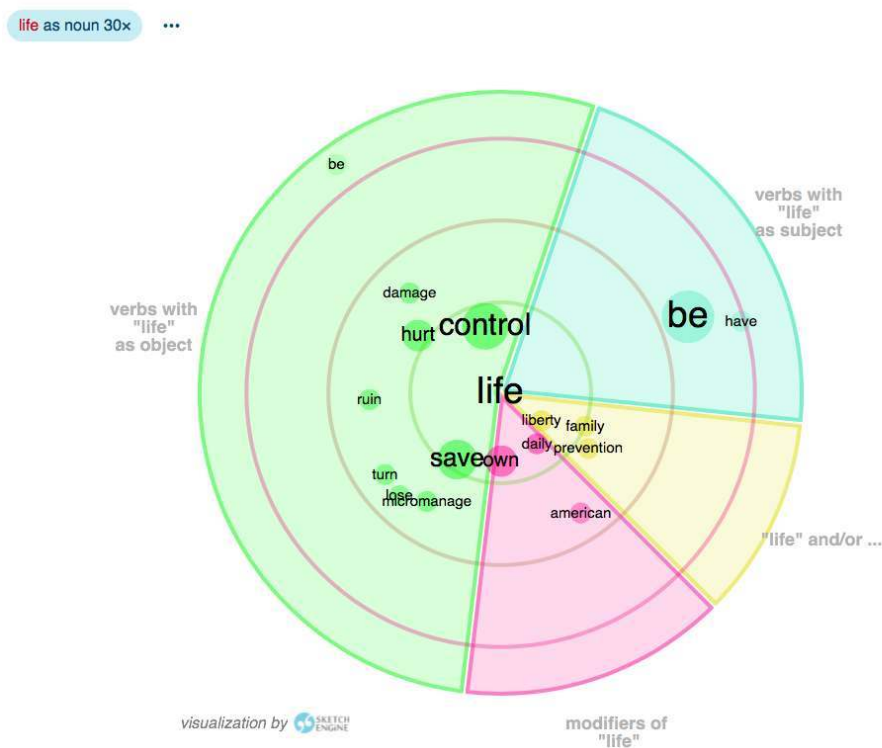 life as noun 30× ...
be
verbs with
"life"
as subject
damage
verbs with
"life"
as object
hurt
control
be
have
life
ruin
liberty
family
daily
prevention
save
own
turn
lose
micromanage
american
"life" and/or ...
visualization by SKETCH
ENGINE
modifiers of
"life"